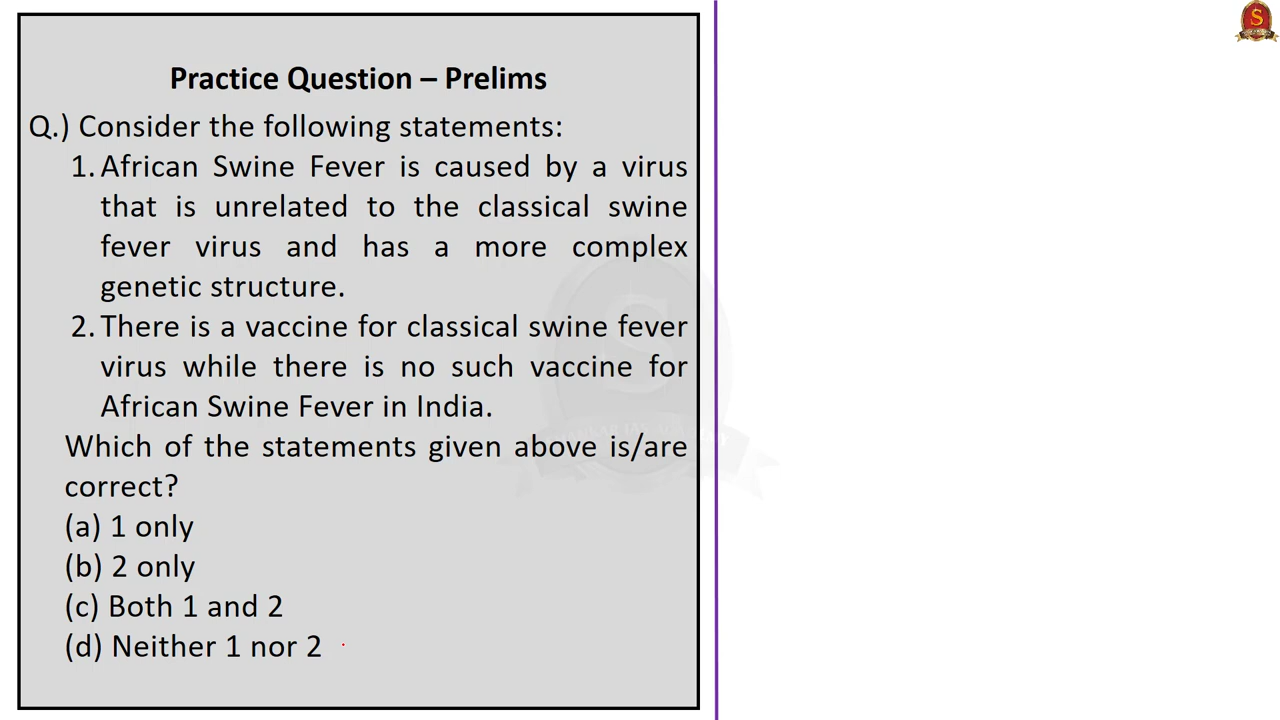 Practice Question – Prelims
Q.) Consider the following statements:
1. African Swine Fever is caused by a virus
that is unrelated to the classical swine
fever virus and has a more complex
genetic structure.
2. There is a vaccine for classical swine fever
virus while there is no such vaccine for
African Swine Fever in India.
Which of the statements given above is/are
correct?
(a) 1 only
(b) 2 only
(c) Both 1 and 2
(d) Neither 1 nor 2
S